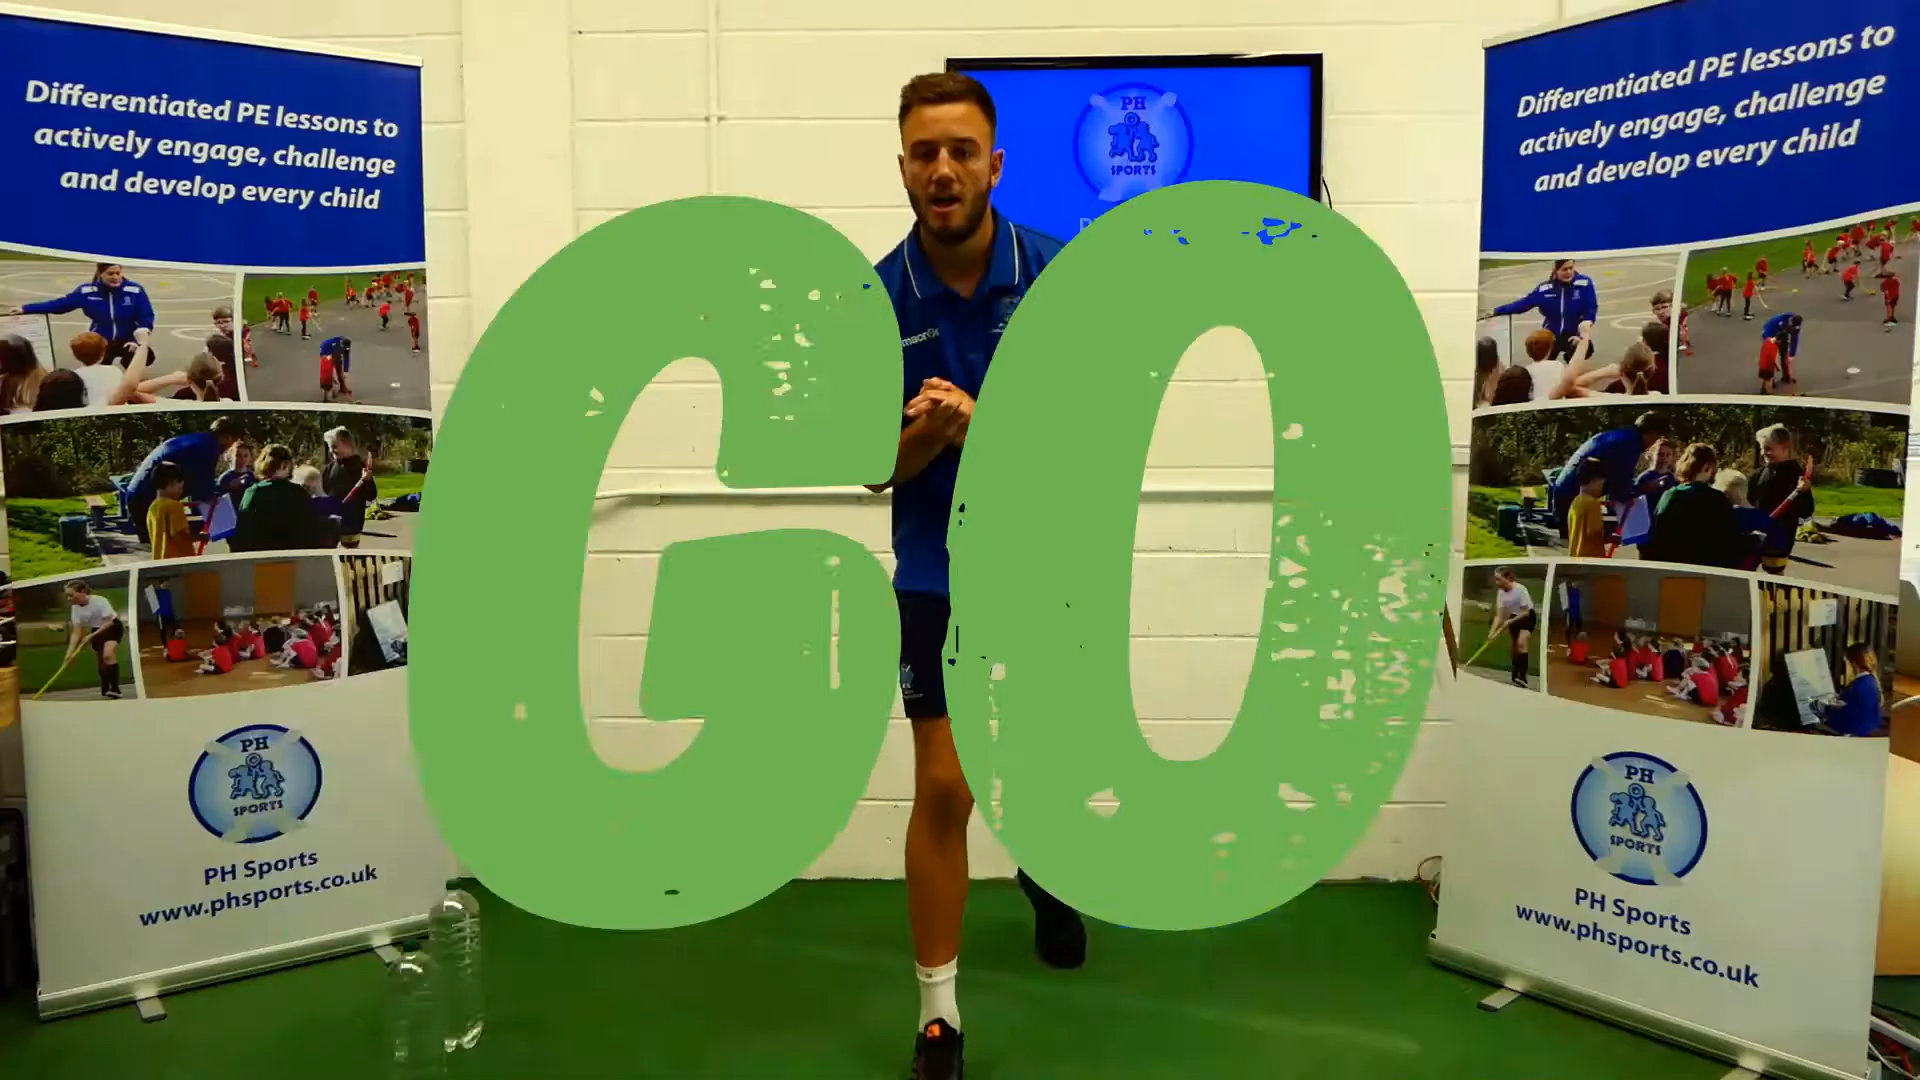 Differentiated PE lessons to
actively engage, challenge
and develop every child
PH
SPORTS
PH Sports
www.phsports.co.uk
PH
SPORTS
macron
GO
Differentiated PE lessons to
actively engage, challenge
and develop every child
PH
SPORTS
PH Sports
www.phsports.co.uk